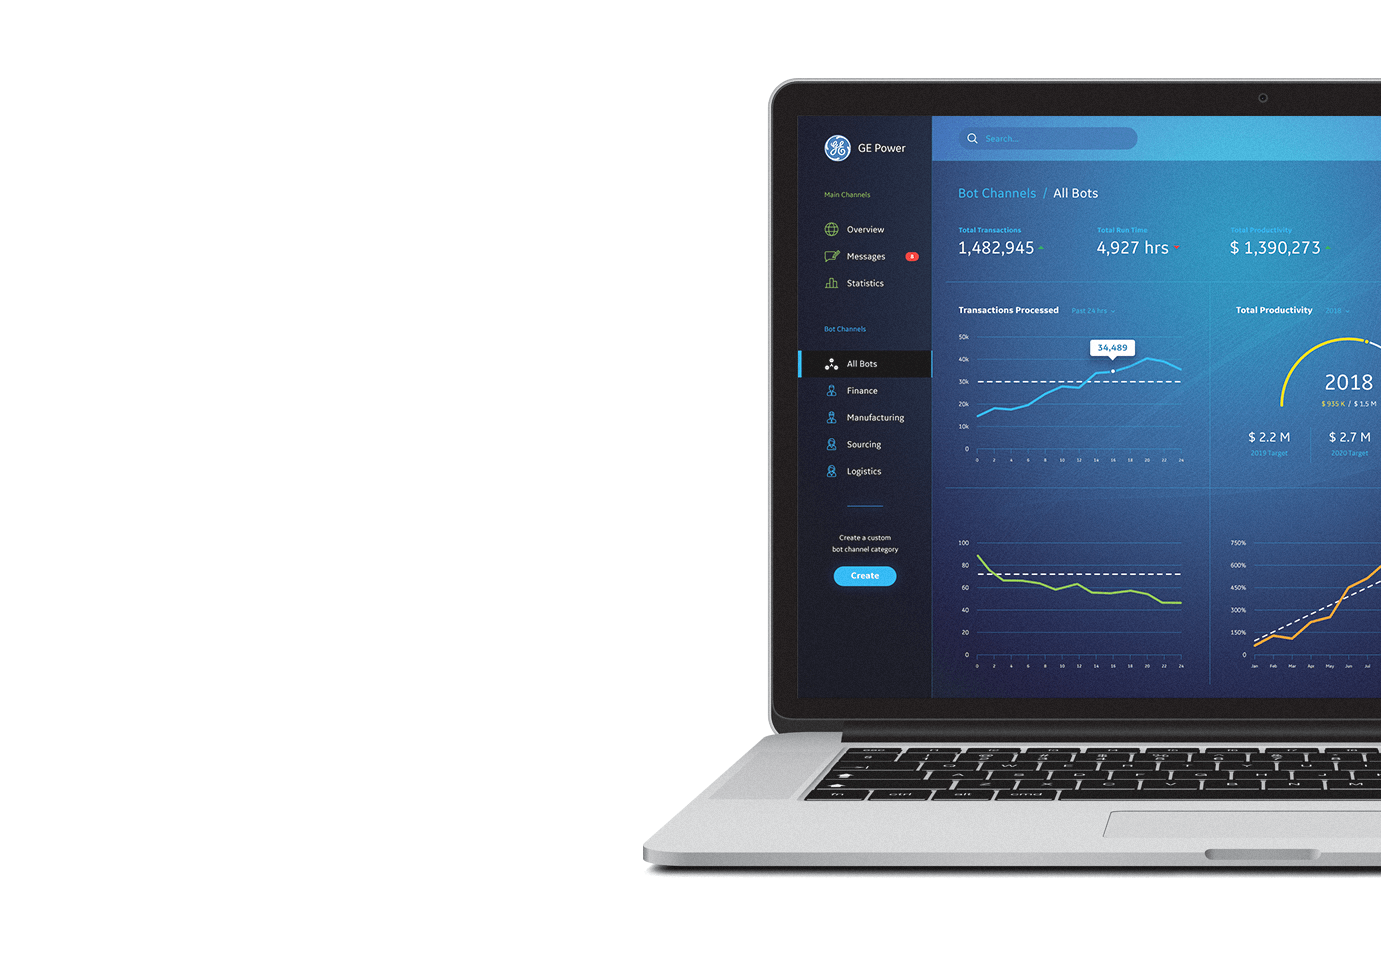 GE Power
Search...
Main Channels
Overview
Messages
Statistics
Bot Channels
All Bots
Finance
Manufacturing
Sourcing
Logistics
Create a custom
bot channel category
Create
Bot Channels / All Bots
Total Transactions
1,482,945
Total Run Time
4,927 hrs
Total Productivity
$ 1,390,273
Transactions Processed
Past 24 hrs
50k
40k
30k
20k
10k
0
34,489
0 2 4 6 8 10 12 14 16 18 20 22 24
Total Productivity
2018
2018
$ 935 K / $ 1.5 M
$ 2.2 M
2019 Target
$ 2.7 M
2020 Target
100
80
60
40
20
0
0 2 4 6 8 10 12 14 16 18 20 22 24
750%
600%
450%
300%
150%
0
Jan Feb Mar Apr May Jun Jul
Q W E R T Y U
A S D F G H J
Z X C V B N M
fn ctrl alt cmd